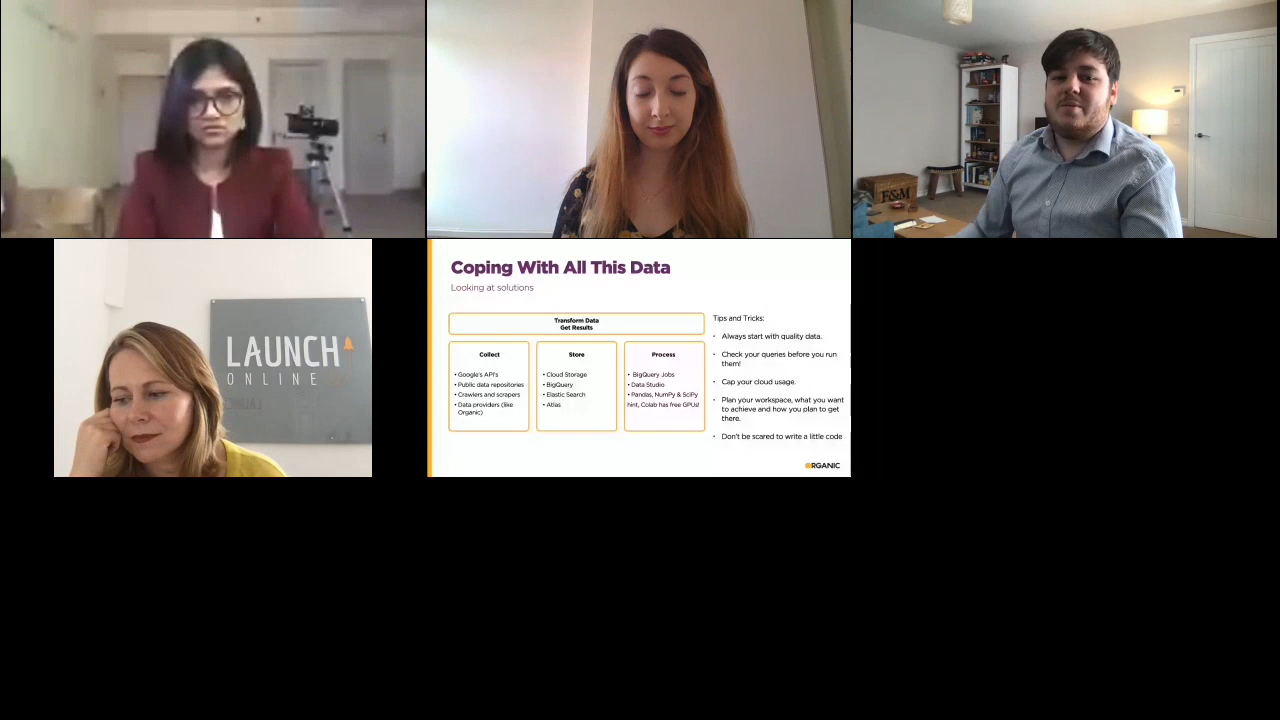 F&M
LAUNCH
ONLINE
Coping With All This Data
Looking at solutions
Transform Data
Get Results
Collect
• Google's API's
• Public data repositories
• Crawlers and scrapers
• Data providers (like
Organic)
Store
• Cloud Storage
• BigQuery
• Elastic Search
• Atlas
Process
• BigQuery Jobs
• Data Studio
• Pandas, NumPy & SciPy
hint, Colab has free GPUs!
Tips and Tricks:
• Always start with quality data.
• Check your queries before you run
them!
• Cap your cloud usage.
• Plan your workspace, what you want
to achieve and how you plan to get
there.
• Don't be scared to write a little code
ORGANIC